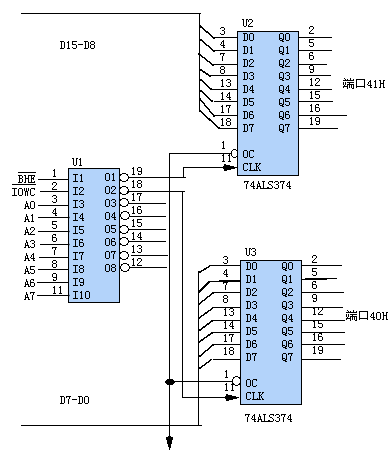 U2
D15-D8
3 D0 Q0 2
4 D1 Q1 5
7 D2 Q2 6
8 D3 Q3 9
13 D4 Q4 12 端口41H
14 D5 Q5 15
17 D6 Q6 16
18 D7 Q7 19
1 OC
11 CLK
74ALS374
U1
BHE 1 I1 O1 19
IOWC 2 I2 O2 18
A0 3 I3 O3 17
A1 4 I4 O4 16
A2 5 I5 O5 15
A3 6 I6 O6 14
A4 7 I7 O7 13
A5 8 I8 O8 12
A6 9 I9
A7 11 I10
U3
3 D0 Q0 2
4 D1 Q1 5
7 D2 Q2 6
8 D3 Q3 9
13 D4 Q4 12 端口40H
14 D5 Q5 15
17 D6 Q6 16
18 D7 Q7 19
1 OC
11 CLK
D7-D0
74ALS374